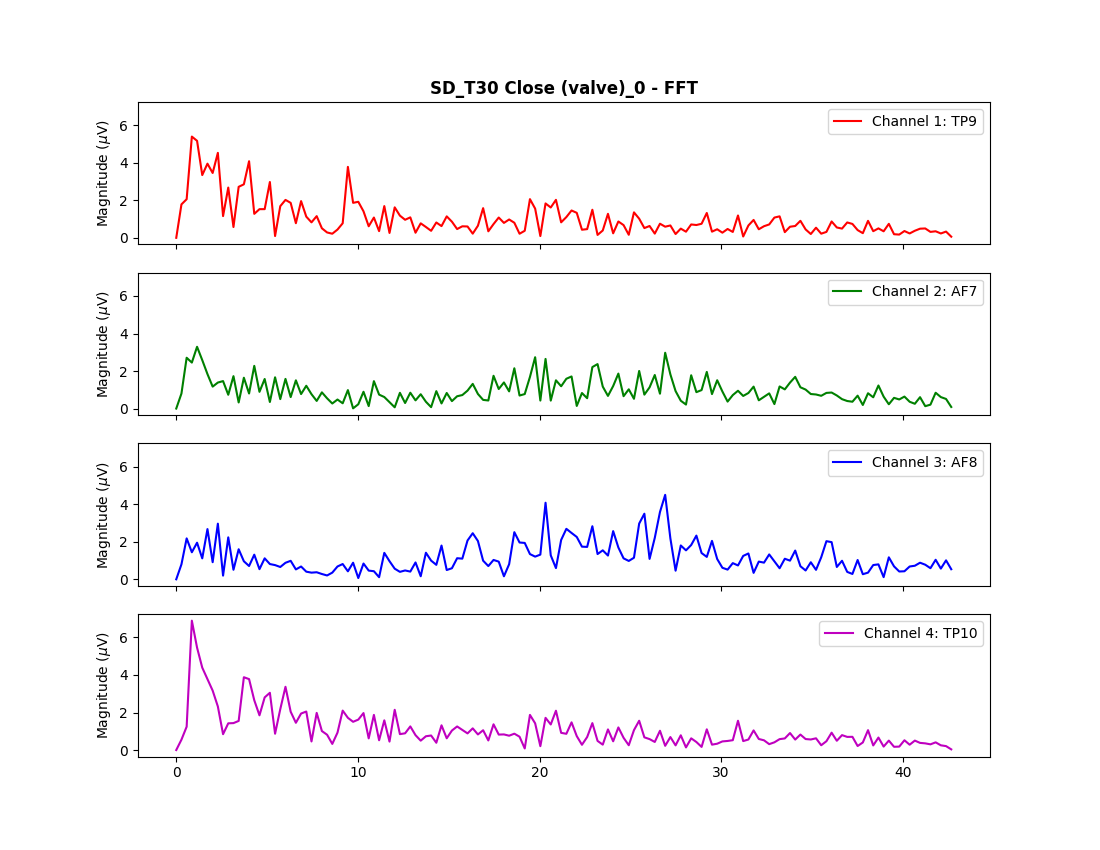 SD_T30 Close (valve)_0 - FFT
Magnitude (μV)
6
4
2
0
Channel 1: TP9
Magnitude (μV)
6
4
2
0
Channel 2: AF7
Magnitude (μV)
6
4
2
0
Channel 3: AF8
Magnitude (μV)
6
4
2
0
Channel 4: TP10
0 10 20 30 40